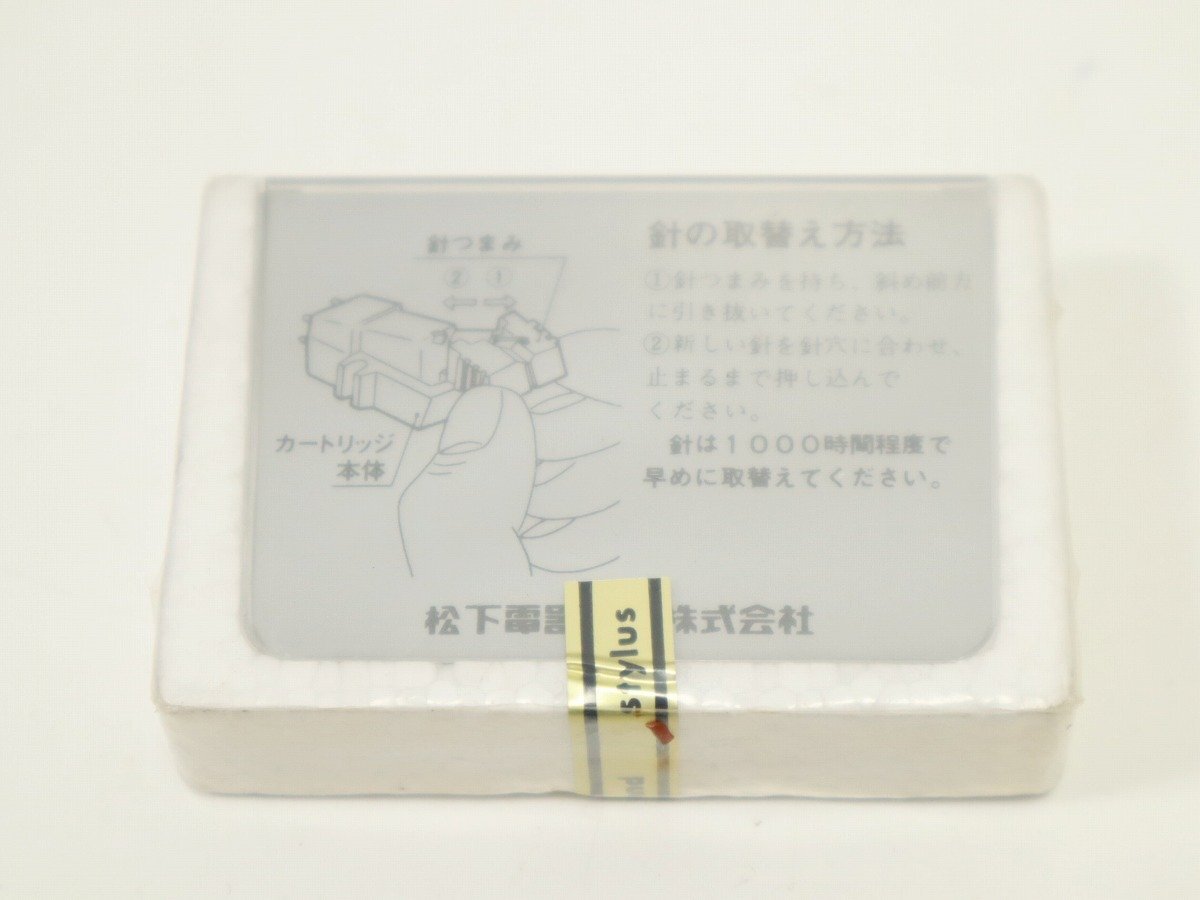 針の取替え方法
針つまみ
② ①
カートリッジ
本体
①針つまみを持ち、斜め前方
に引き抜いてください。
②新しい針を針穴に合わせ、
止まるまで押し込んで
ください。
針は1000時間程度で
早めに取替えてください。
松下電器 株式会社
stylus